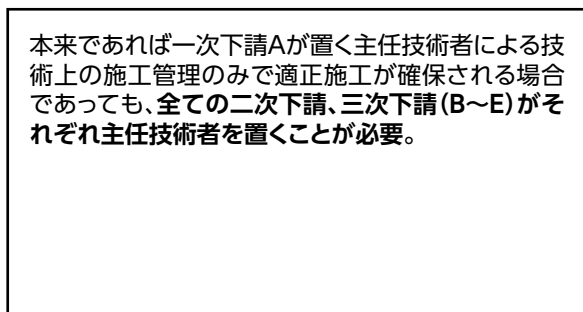 本来であれば一次下請Aが置く主任技術者による技
術上の施工管理のみで適正施工が確保される場合
であっても、全ての二次下請、三次下請(B〜E)がそ
れぞれ主任技術者を置くことが必要。